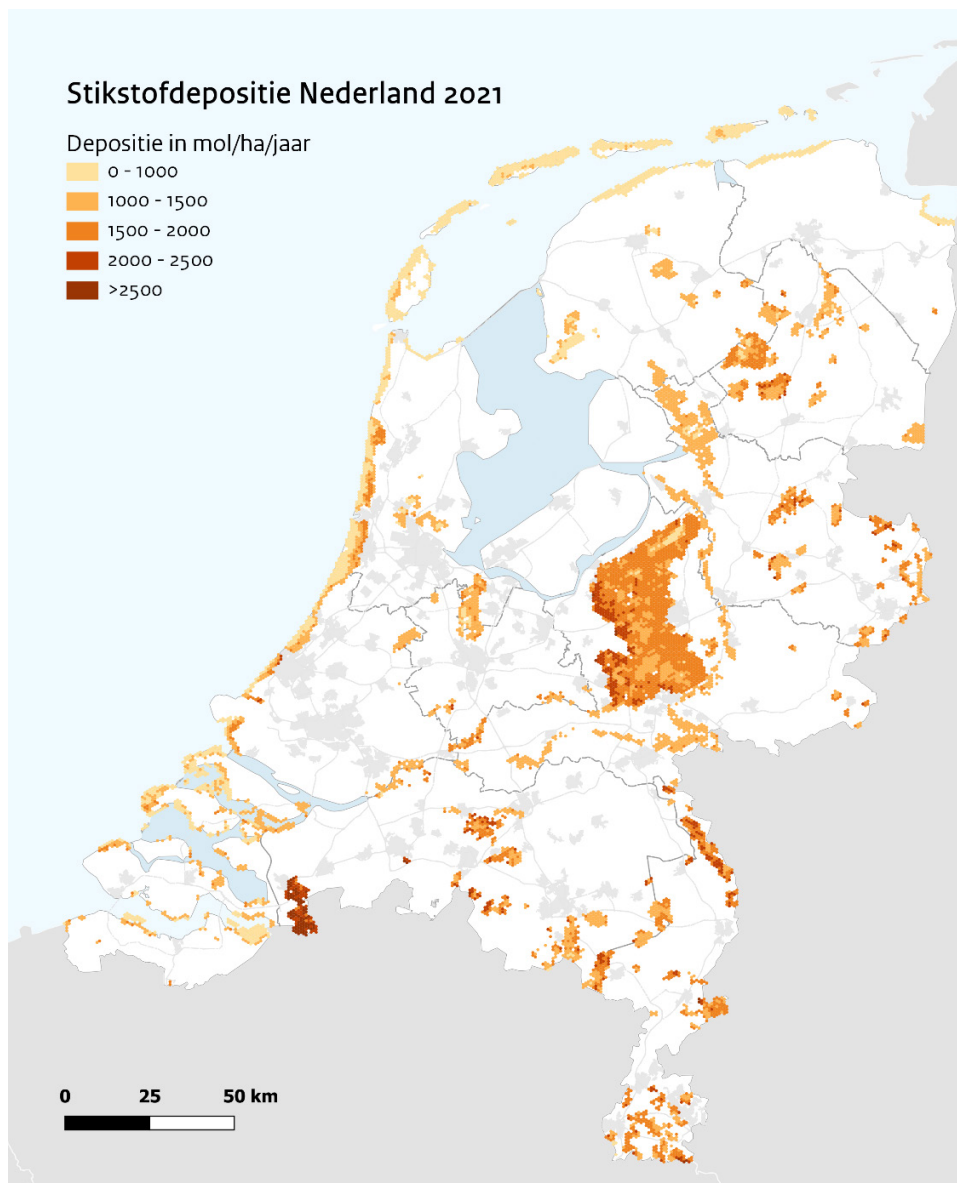 Stikstofdepositie Nederland 2021
Depositie in mol/ha/jaar
0 - 1000
1000 - 1500
1500 - 2000
2000 - 2500
>2500
0 25 50 km